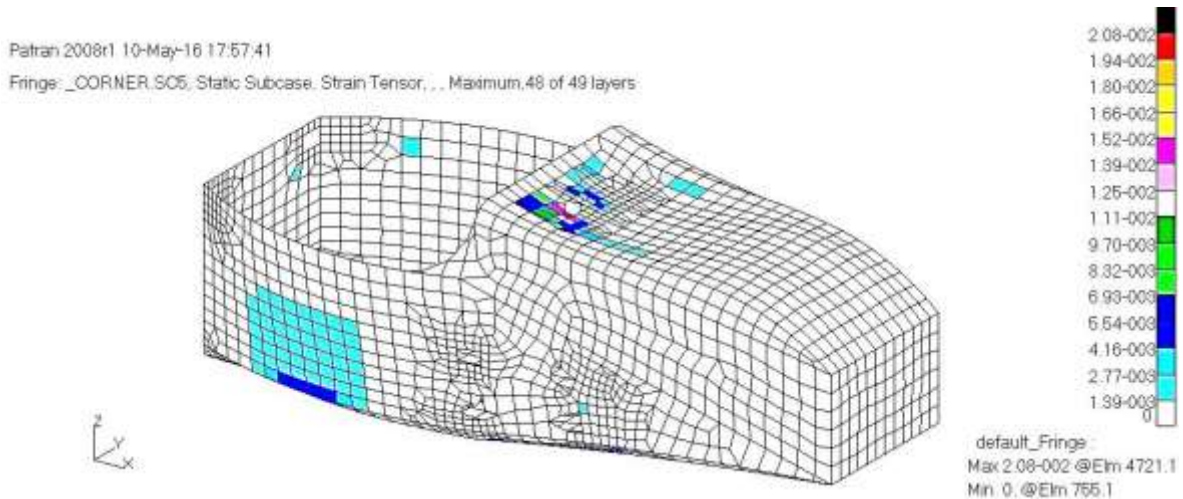 Patran 2008r1 10-May-16 17:57:41
Fringe: _CORNER.SC5, Static Subcase, Strain Tensor, , , Maximum,48 of 49 layers
2.08-002
1.94-002
1.80-002
1.66-002
1.52-002
1.39-002
1.25-002
1.11-002
9.70-003
8.32-003
6.93-003
5.54-003
4.16-003
2.77-003
1.39-003
0
Z
Y
X
default_Fringe :
Max 2.08-002 @Elm 4721.1
Min 0. @Elm 755.1